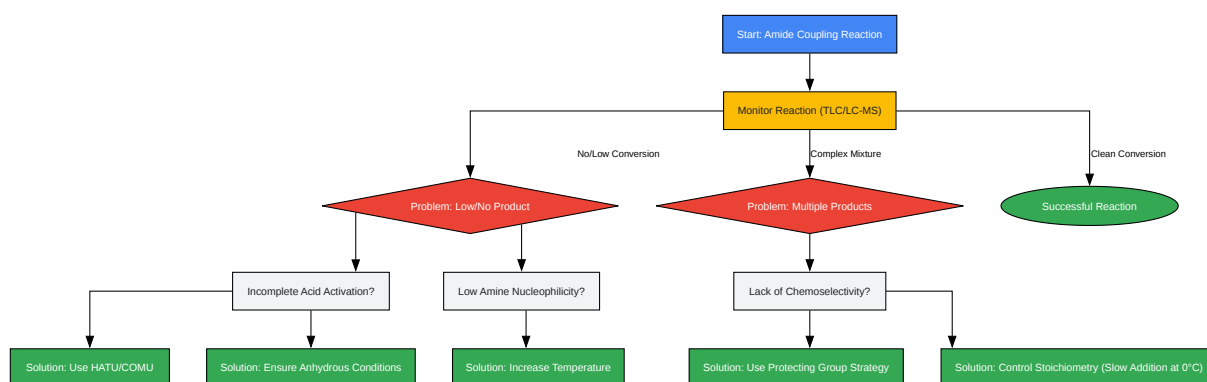 Start: Amide Coupling Reaction
Monitor Reaction (TLC/LC-MS)
No/Low Conversion
Complex Mixture
Clean Conversion
Problem: Low/No Product
Problem: Multiple Products
Successful Reaction
Incomplete Acid Activation?
Low Amine Nucleophilicity?
Lack of Chemoselectivity?
Solution: Use HATU/COMU
Solution: Ensure Anhydrous Conditions
Solution: Increase Temperature
Solution: Use Protecting Group Strategy
Solution: Control Stoichiometry (Slow Addition at 0°C)